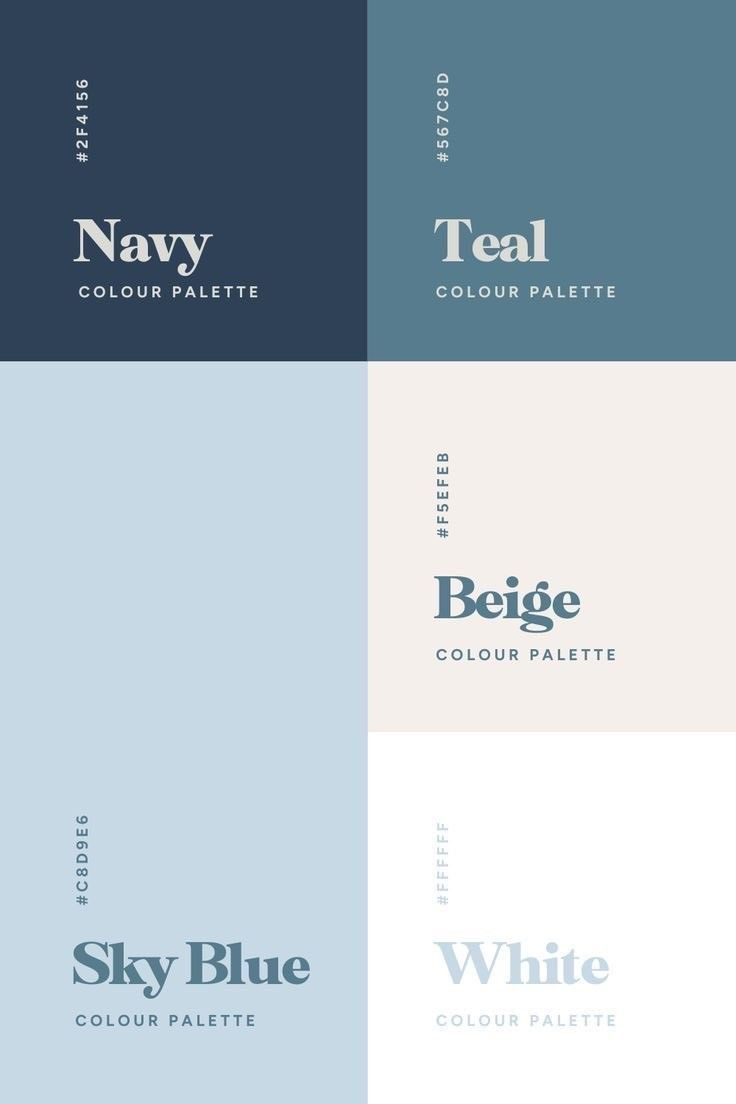 #2F4156
Navy
COLOUR PALETTE
#567C8D
Teal
COLOUR PALETTE
#F5EFEB
Beige
COLOUR PALETTE
#C8D9E6
Sky Blue
COLOUR PALETTE
#FFFFFF
White
COLOUR PALETTE